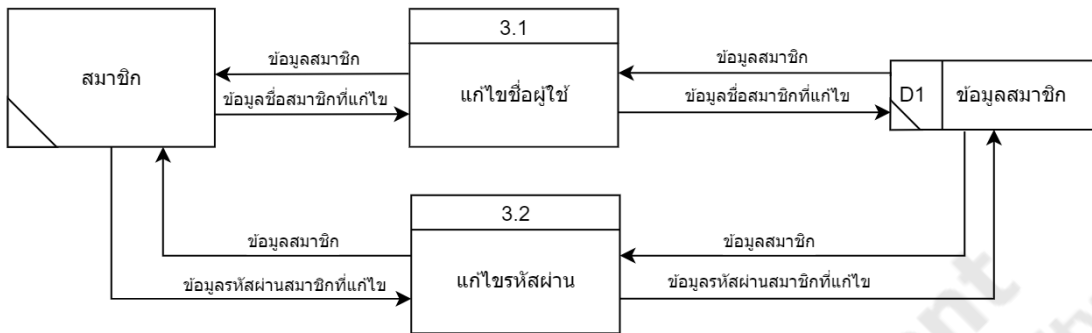 3.1
สมาชิก
ข้อมูลสมาชิก
ข้อมูลชื่อสมาชิกที่แก้ไข
แก้ไขชื่อผู้ใช้
ข้อมูลสมาชิก
ข้อมูลชื่อสมาชิกที่แก้ไข
D1
ข้อมูลสมาชิก
3.2
ข้อมูลสมาชิก
ข้อมูลรหัสผ่านสมาชิกที่แก้ไข
แก้ไขรหัสผ่าน
ข้อมูลสมาชิก
ข้อมูลรหัสผ่านสมาชิกที่แก้ไข